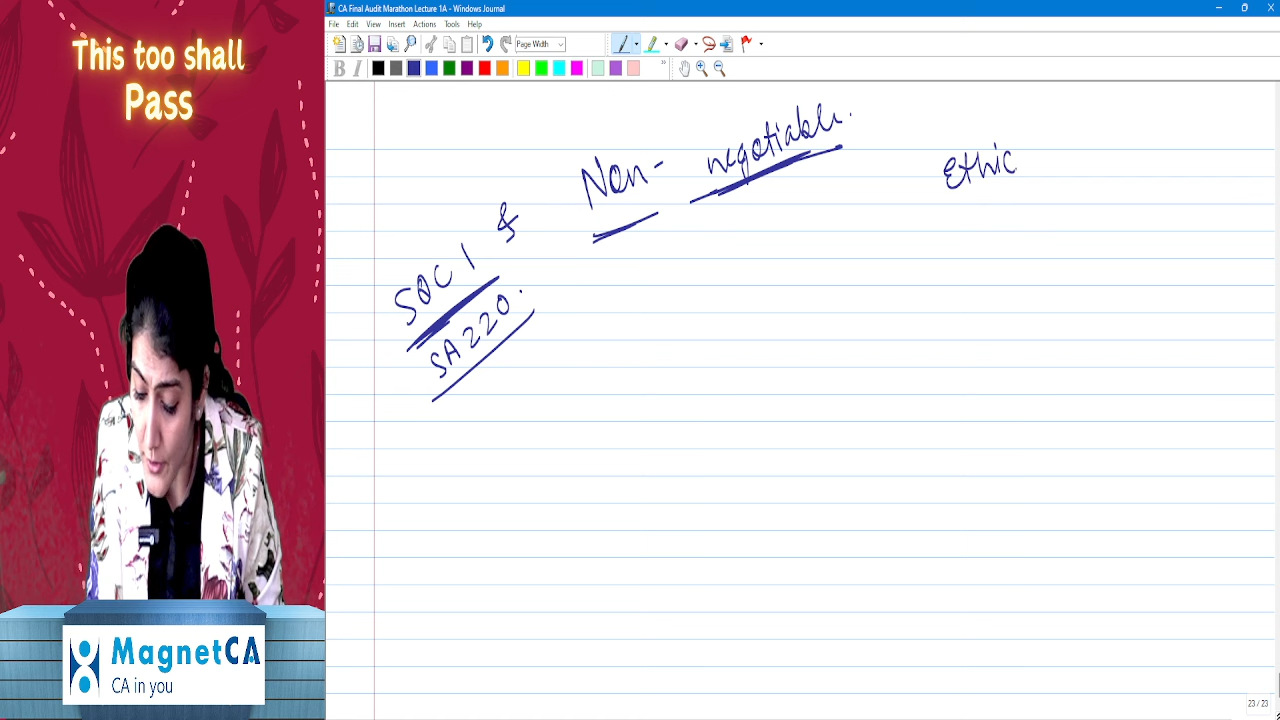 This too shall
Pass
CA Final Audit Marathon Lecture 1A - Windows Journal
File Edit View Insert Actions Tools Help
Page Width
B I
Non- negotiable.
Ethic
SQC 1 &
SA 220.
MagnetCA
CA in you
23 / 23